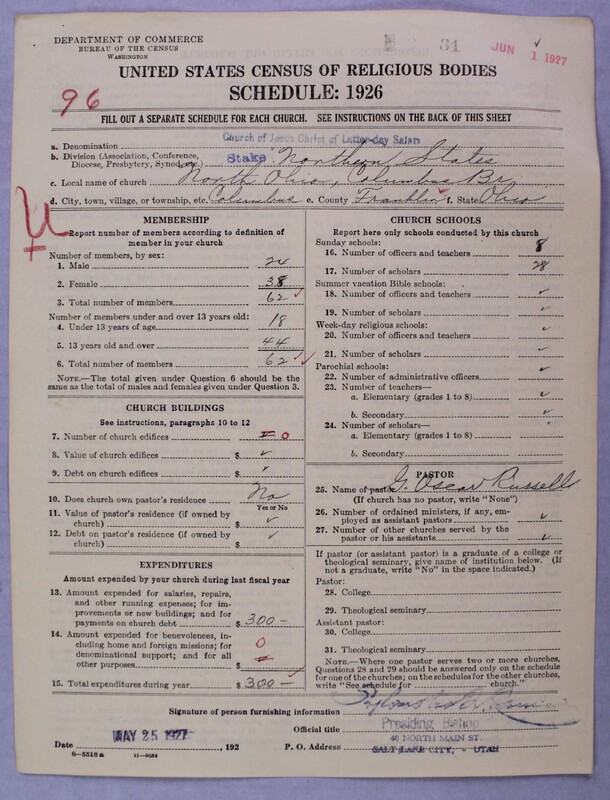 DEPARTMENT OF COMMERCE
BUREAU OF THE CENSUS
WASHINGTON
31
JUN 1 1927
UNITED STATES CENSUS OF RELIGIOUS BODIES
SCHEDULE: 1926
96
FILL OUT A SEPARATE SCHEDULE FOR EACH CHURCH. SEE INSTRUCTIONS ON THE BACK OF THIS SHEET
a. Denomination Church of Jesus Christ of Latter-day Saints
b. Division (Association, Conference, Diocese, Presbytery, Synod, etc.) Stake Northern States
c. Local name of church North Ohio, Columbus Br.
d. City, town, village, or township, etc. Columbus e. County Franklin f. State Ohio
MEMBERSHIP
Report number of members according to definition of
member in your church
Number of members, by sex:
1. Male 24
2. Female 38
3. Total number of members 62 ✓
Number of members under and over 13 years old:
4. Under 13 years of age 18
5. 13 years old and over 44
6. Total number of members 62 ✓✓
NOTE.—The total given under Question 6 should be
same as the total of males and females given under Question 3.
CHURCH BUILDINGS
See instructions, paragraphs 10 to 12
7. Number of church edifices 0
8. Value of church edifices $ ✓
9. Debt on church edifices $ ✓
10. Does church own pastor's residence No
Yes or No
11. Value of pastor's residence (if owned by
church) $ ✓
12. Debt on pastor's residence (if owned by
church) $ ✓
EXPENDITURES
Amount expended by your church during last fiscal year
13. Amount expended for salaries, repairs,
and other running expenses; for im-
provements or new buildings; and for
payments on church debt $ 300—
14. Amount expended for benevolences,
including home and foreign missions; for
denominational support; and for all
other purposes $ 0
15. Total expenditures during year $ 300—
CHURCH SCHOOLS
Report here only schools conducted by this church
Sunday schools:
16. Number of officers and teachers 8
17. Number of scholars 28
Summer vacation Bible schools:
18. Number of officers and teachers ✓
19. Number of scholars ✓
Week-day religious schools:
20. Number of officers and teachers ✓
21. Number of scholars ✓
Parochial schools:
22. Number of administrative officers ✓
23. Number of teachers—
a. Elementary (grades 1 to 8) ✓
b. Secondary ✓
24. Number of scholars—
a. Elementary (grades 1 to 8) ✓
b. Secondary
PASTOR
25. Name of pastor G. Oscar Russell
(If church has no pastor, write "None")
26. Number of ordained ministers, if any, em-
ployed as assistant pastors ✓
27. Number of other churches served by the
pastor or his assistants ✓
If pastor (or assistant pastor) is a graduate of a college or
theological seminary, give name of institution below. (If
not a graduate, write "No" in the space indicated.)
Pastor:
28. College
29. Theological seminary
Assistant pastor:
30. College
31. Theological seminary
NOTE.—Where one pastor serves two or more churches,
Questions 28 and 29 should be answered only on the schedule
for one of the churches; on the schedules for the other churches,
write "See schedule for church."
Signature of person furnishing information
Official title Presiding Bishop
Date MAY 25 1927, 192 P. O. Address 40 NORTH MAIN ST.
SALT LAKE CITY, - UTAH
6—5518a 11—9084